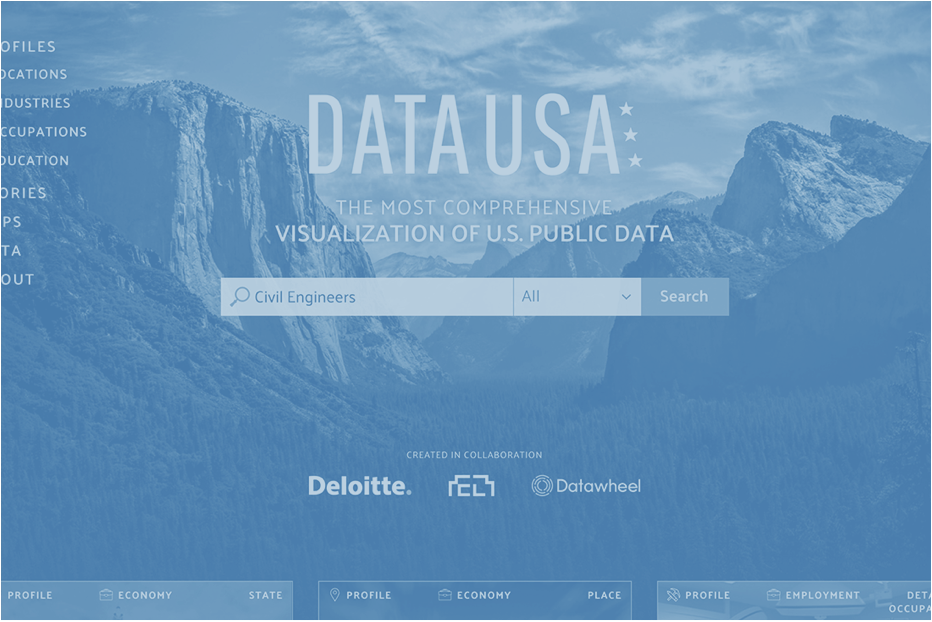 OFILES
OCATIONS
NDUSTRIES
CCUPATIONS
DUCATION
ORIES
PS
TA
OUT
DATA USA
THE MOST COMPREHENSIVE
VISUALIZATION OF U.S. PUBLIC DATA
Civil Engineers All Search
CREATED IN COLLABORATION
Deloitte. Datawheel
PROFILE ECONOMY STATE
PROFILE ECONOMY PLACE
PROFILE EMPLOYMENT DETA
OCCUPA